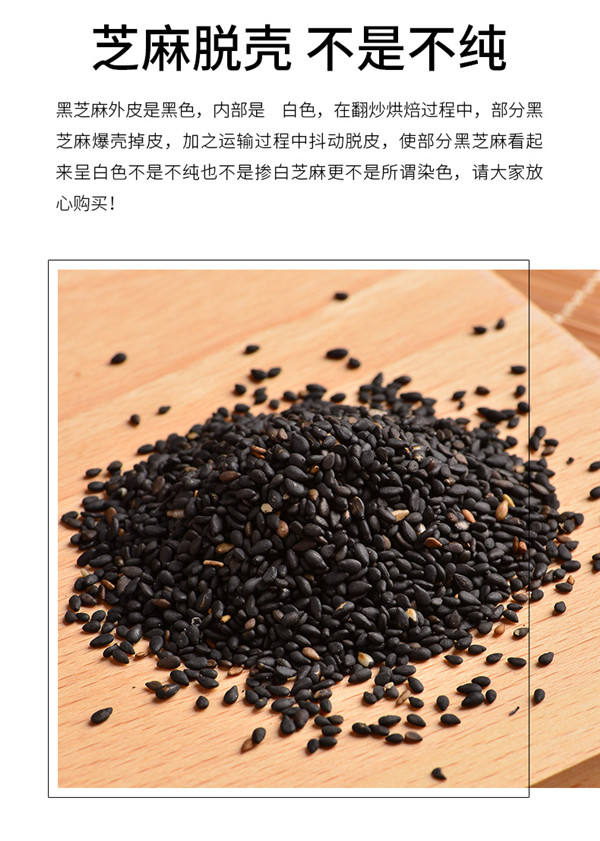 芝麻脱壳 不是不纯
黑芝麻外皮是黑色，内部是　白色，在翻炒烘焙过程中，部分黑
芝麻爆壳掉皮，加之运输过程中抖动脱皮，使部分黑芝麻看起
来呈白色不是不纯也不是掺白芝麻更不是所谓染色，请大家放
心购买！